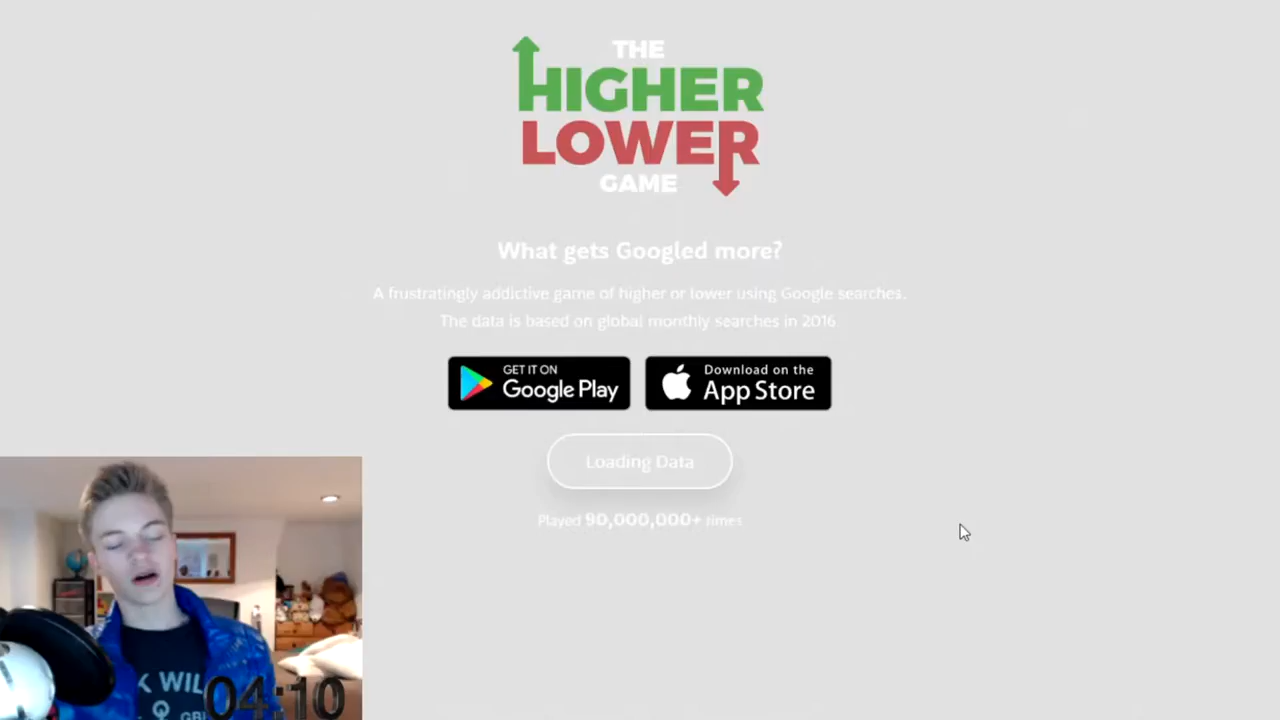 THE
HIGHER
LOWER
GAME
What gets Googled more?
A frustratingly addictive game of higher or lower using Google searches.
The data is based on global monthly searches in 2016.
GET IT ON
Google Play
Download on the
App Store
Loading Data
Played 90,000,000+ times
K WIL
GB
04:10